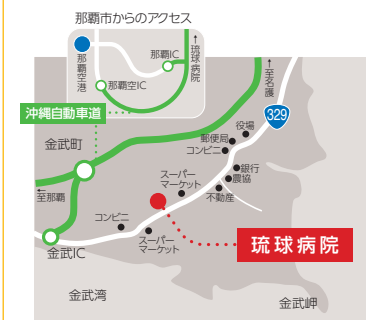 那覇市からのアクセス
那覇空港
那覇IC
那覇空IC
↑琉球病院
沖縄自動車道
↑至名護
329
役場
郵便局
コンビニ
金武町
銀行
農協
スーパー
マーケット
不動産
←
至那覇
コンビニ
スーパー
マーケット
琉球病院
金武IC
金武湾
金武岬